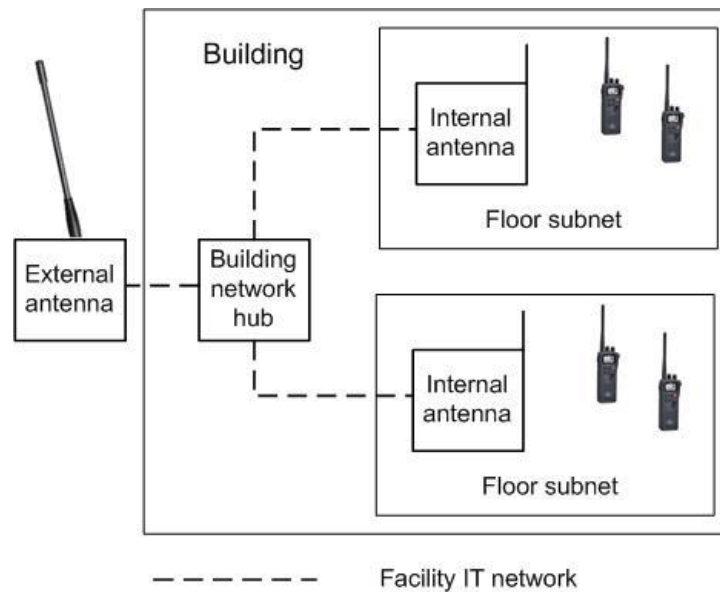 Building
Internal
antenna
Floor subnet
External
antenna
Building
network
hub
Internal
antenna
Floor subnet
Facility IT network